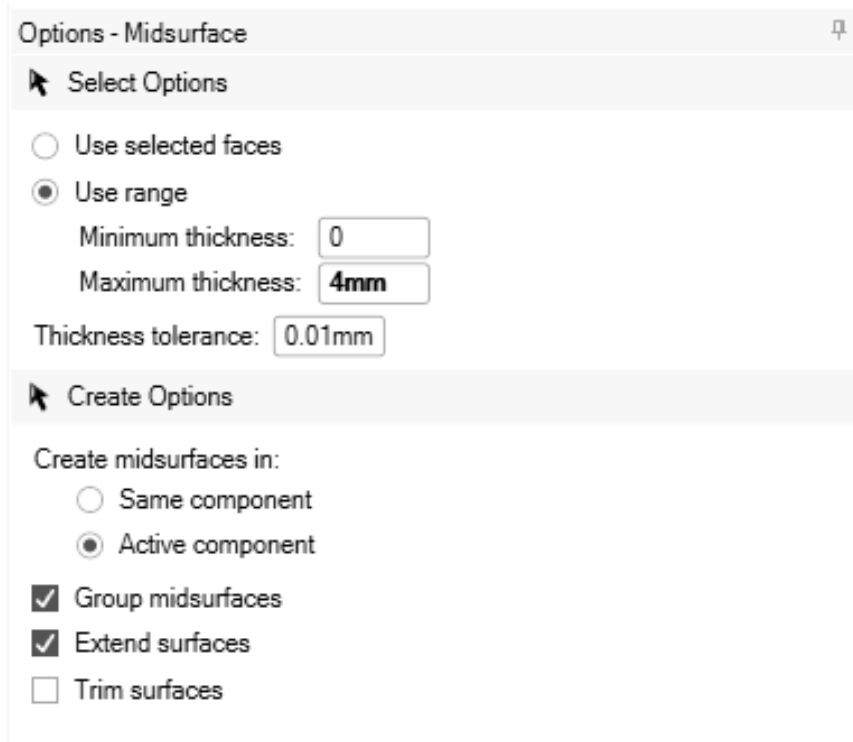 Options - Midsurface
Select Options
Use selected faces
Use range
Minimum thickness: 0
Maximum thickness: 4mm
Thickness tolerance: 0.01mm
Create Options
Create midsurfaces in:
Same component
Active component
Group midsurfaces
Extend surfaces
Trim surfaces